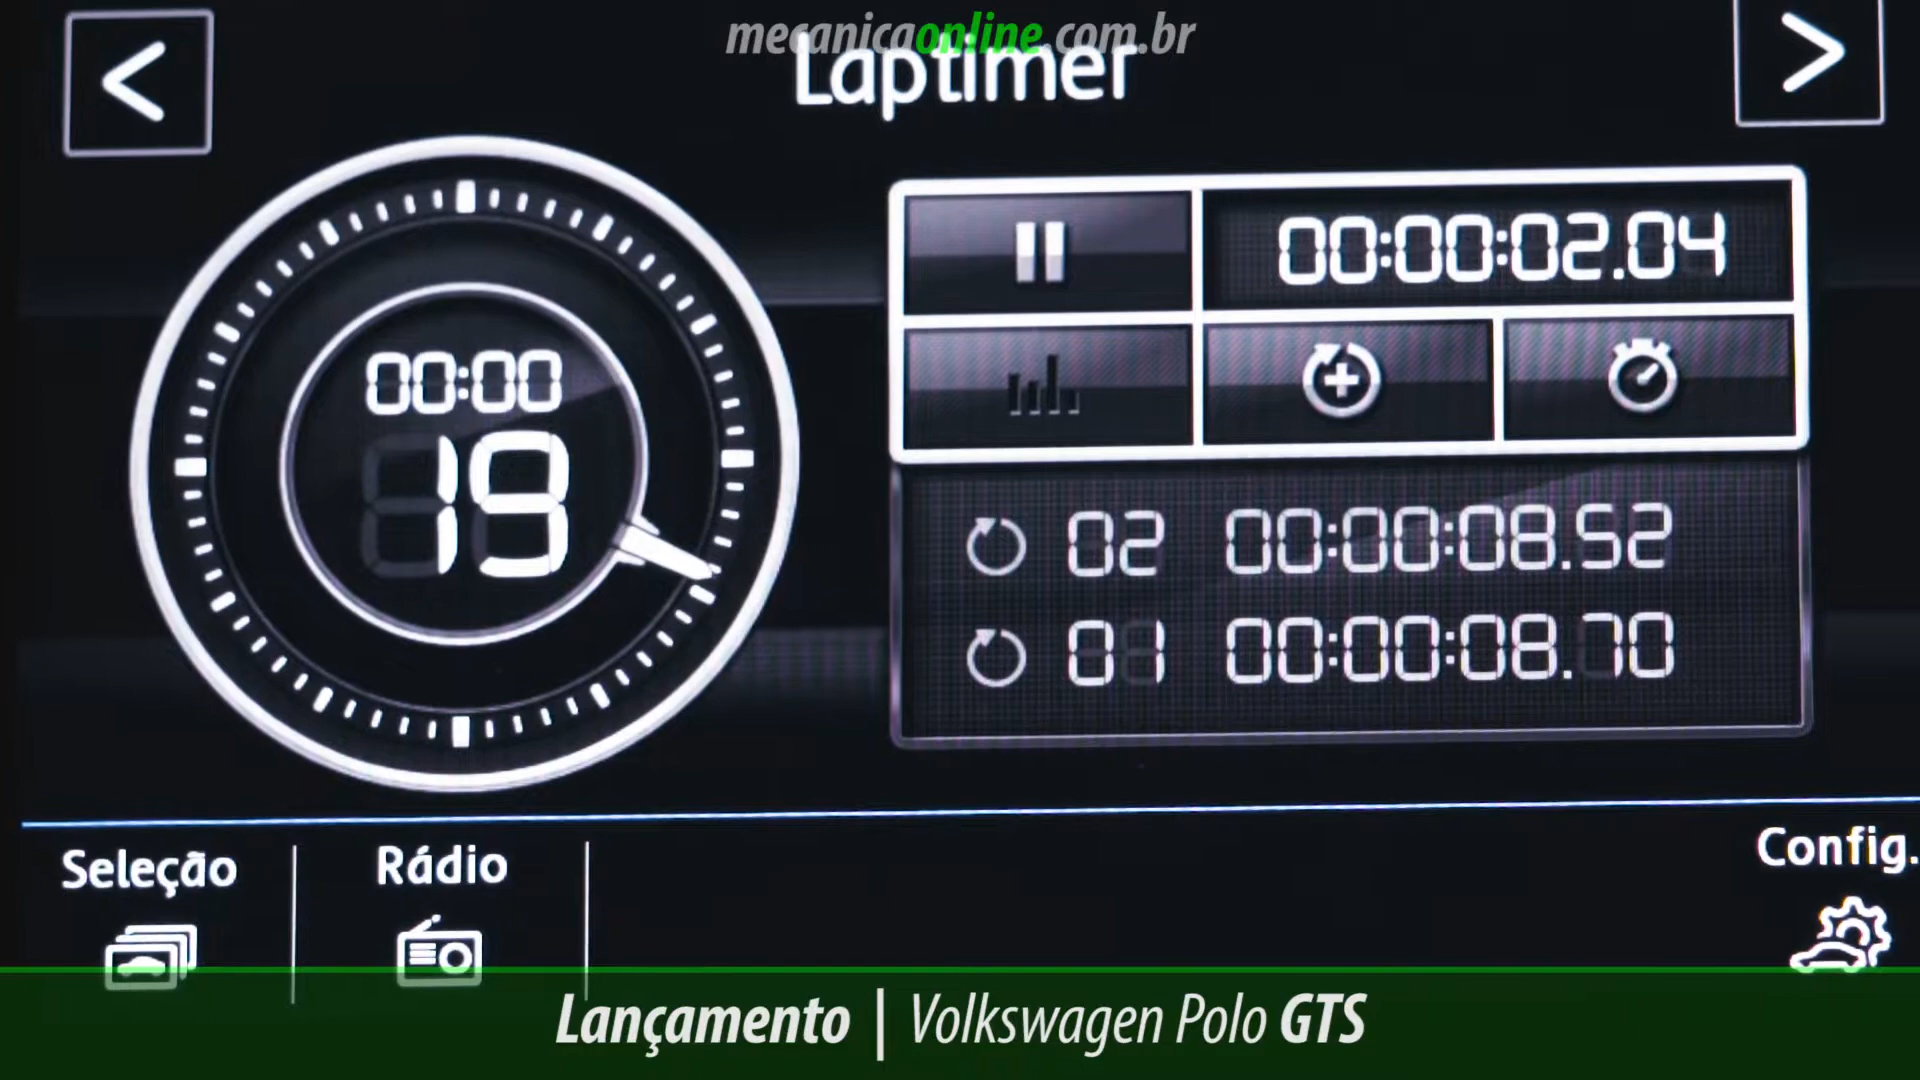 mecanicaonline.com.br
Laptimer
00:00
19
00:00:02.04
02 00:00:08.52
01 00:00:08.70
Seleção
Rádio
Config.
Lançamento | Volkswagen Polo GTS